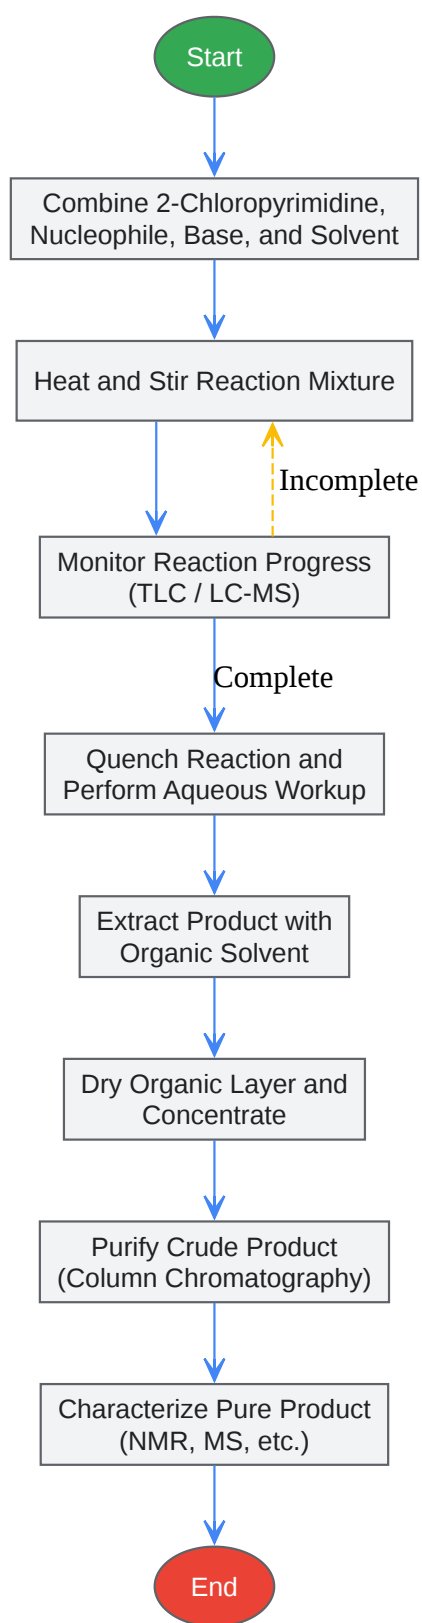 Start
Combine 2-Chloropyrimidine,
Nucleophile, Base, and Solvent
Heat and Stir Reaction Mixture
Incomplete
Monitor Reaction Progress
(TLC / LC-MS)
Complete
Quench Reaction and
Perform Aqueous Workup
Extract Product with
Organic Solvent
Dry Organic Layer and
Concentrate
Purify Crude Product
(Column Chromatography)
Characterize Pure Product
(NMR, MS, etc.)
End